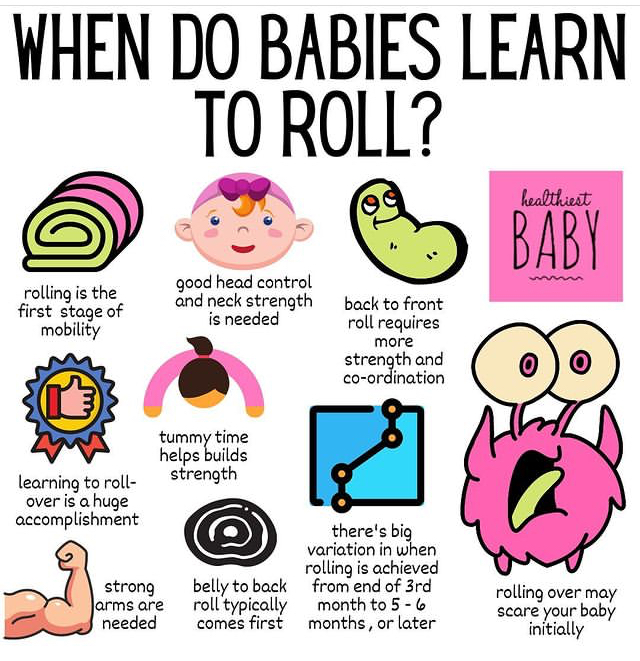 WHEN DO BABIES LEARN
TO ROLL?
rolling is the
first stage of
mobility
good head control
and neck strength
is needed
back to front
roll requires
more
strength and
co-ordination
healthiest
BABY
learning to roll-
over is a huge
accomplishment
tummy time
helps builds
strength
strong
arms are
needed
belly to back
roll typically
comes first
there's big
variation in when
rolling is achieved
from end of 3rd
month to 5 - 6
months, or later
rolling over may
scare your baby
initially